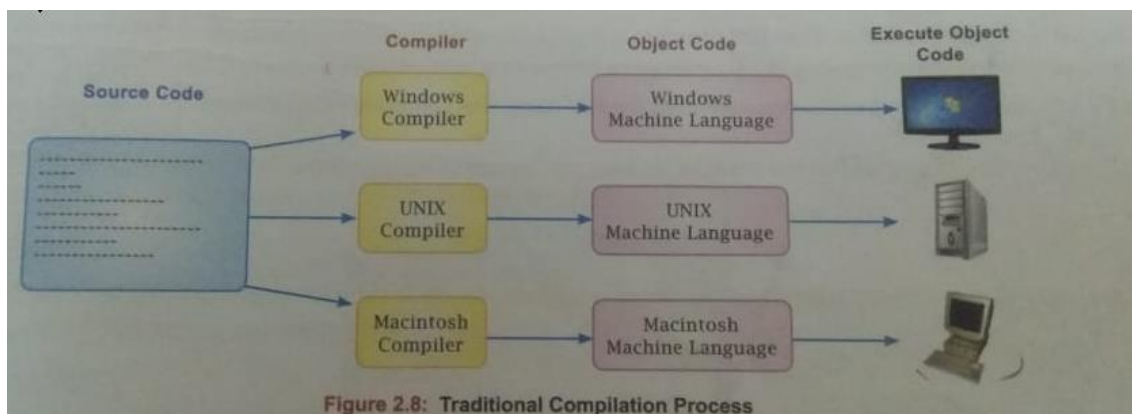 Compiler
Object Code
Execute Object
Code
Source Code
Windows
Compiler
Windows
Machine Language
UNIX
Compiler
UNIX
Machine Language
Macintosh
Compiler
Macintosh
Machine Language
Figure 2.8: Traditional Compilation Process